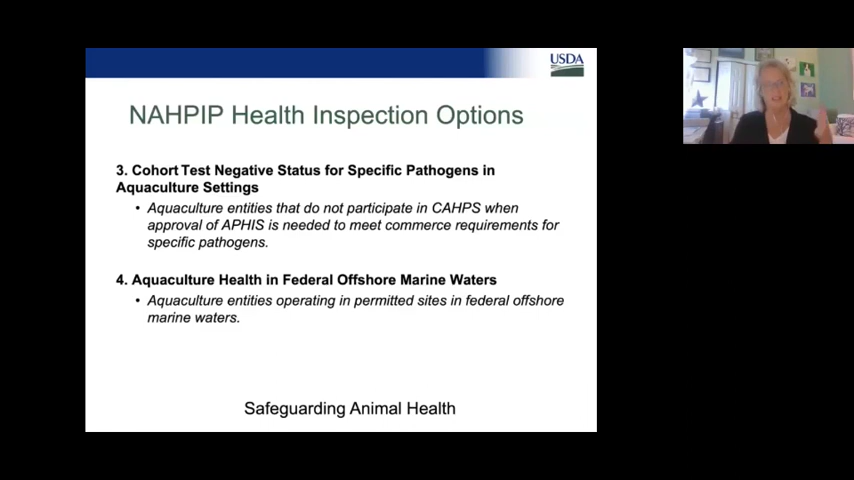 USDA
NAHPIP Health Inspection Options
3. Cohort Test Negative Status for Specific Pathogens in
Aquaculture Settings
• Aquaculture entities that do not participate in CAHPS when
approval of APHIS is needed to meet commerce requirements for
specific pathogens.
4. Aquaculture Health in Federal Offshore Marine Waters
• Aquaculture entities operating in permitted sites in federal offshore
marine waters.
Safeguarding Animal Health